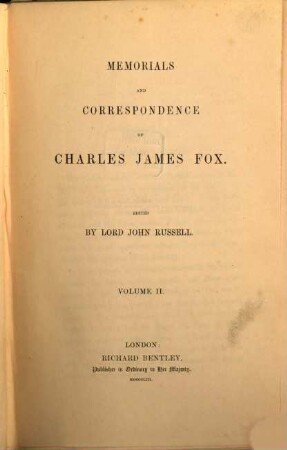 MEMORIALS
AND
CORRESPONDENCE
OF
CHARLES JAMES FOX.
EDITED
BY LORD JOHN RUSSELL.
VOLUME II.
LONDON:
RICHARD BENTLEY,
Publisher in Ordinary to Her Majesty.